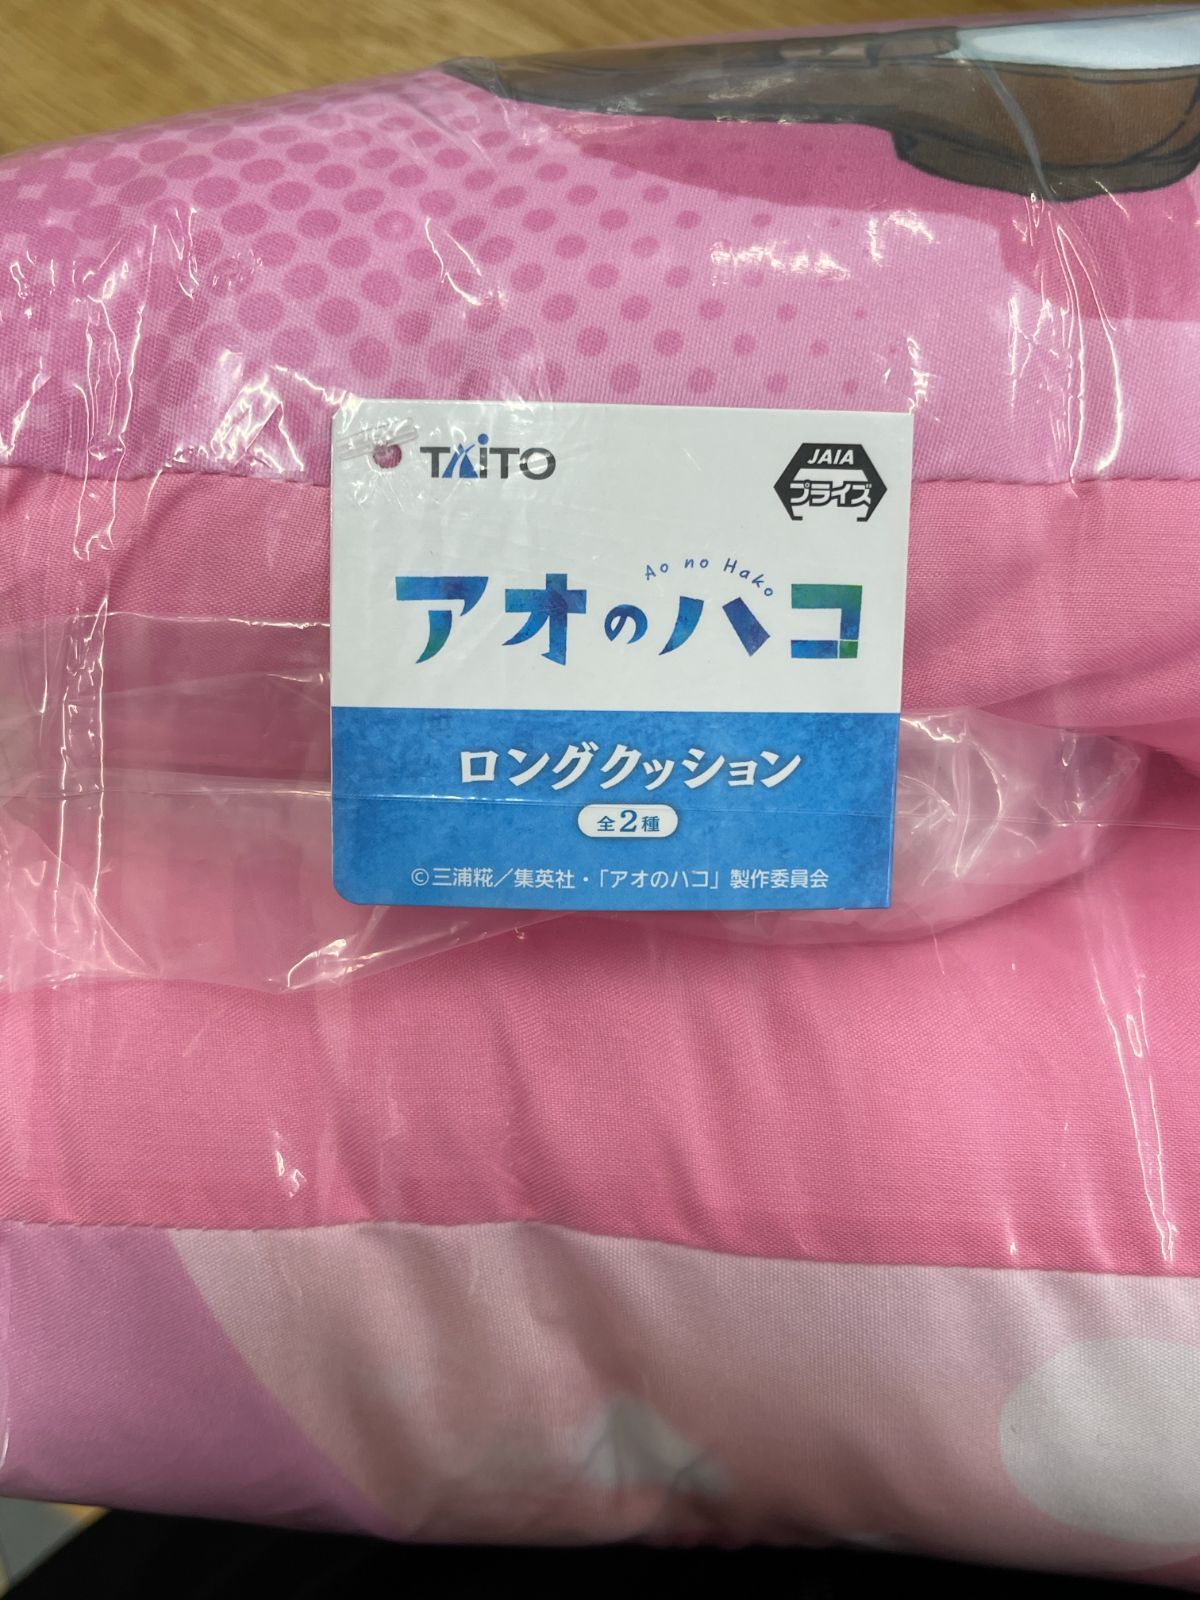 TAITO
JAIA
プライズ
Ao no Hako
アオのハコ
ロングクッション
全2種
©三浦糀／集英社・「アオのハコ」製作委員会